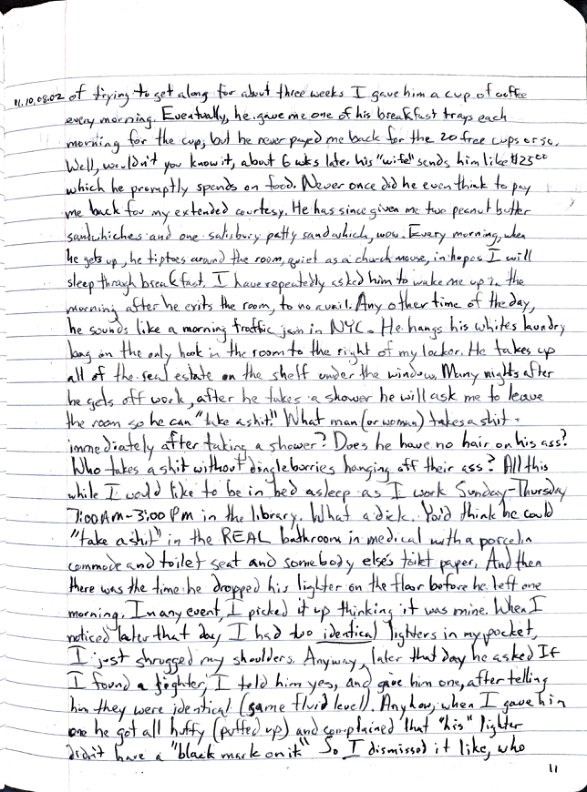 11.10.08.02 of trying to get along for about three weeks I gave him a cup of coffee
every morning. Eventually, he gave me one of his breakfast trays each
morning for the cup, but he never payed me back for the 20 free cups or so.
Well, wouldn't you know it, about 6 wks later his "wife" sends him like $25.00
which he promptly spends on food. Never once did he even think to pay
me back for my extended courtesy. He has since given me two peanut butter
sandwhiches and one salisbury patty sandwhich, wow. Every morning, when
he gets up, he tiptoes around the room, quiet as a church mouse, in hopes I will
sleep through breakfast. I have repeatedly asked him to wake me up in the
morning after he exits the room, to no avail. Any other time of the day,
he sounds like a morning traffic jam in NYC. He hangs his whites laundry
bag on the only hook in the room to the right of my locker. He takes up
all of the real estate on the shelf under the window. Many nights after
he gets off work, after he takes a shower he will ask me to leave
the room so he can "take a shit." What man (or woman) takes a shit
immediately after taking a shower? Does he have no hair on his ass?
Who takes a shit without dingleborries hanging off their ass? All this
while I would like to be in bed asleep as I work Sunday-Thursday
7:00 AM-3:00 PM in the library. What a dick. You'd think he could
"take a shit" in the REAL bathroom in medical with a porcelin
commode and toilet seat and somebody else's toilet paper. And then
there was the time he dropped his lighter on the floor before he left one
morning. In any event, I picked it up thinking it was mine. When I
noticed later that day I had two identical lighters in my pocket,
I just shrugged my shoulders. Anyway, later that day he asked If
I found a lighter, I told him yes, and gave him one, after telling
him they were identical (same fluid level). Anyhow, when I gave him
one he got all huffy (puffed up) and complained that "his" lighter
didn't have a "black mark on it." So I dismissed it like, who
11